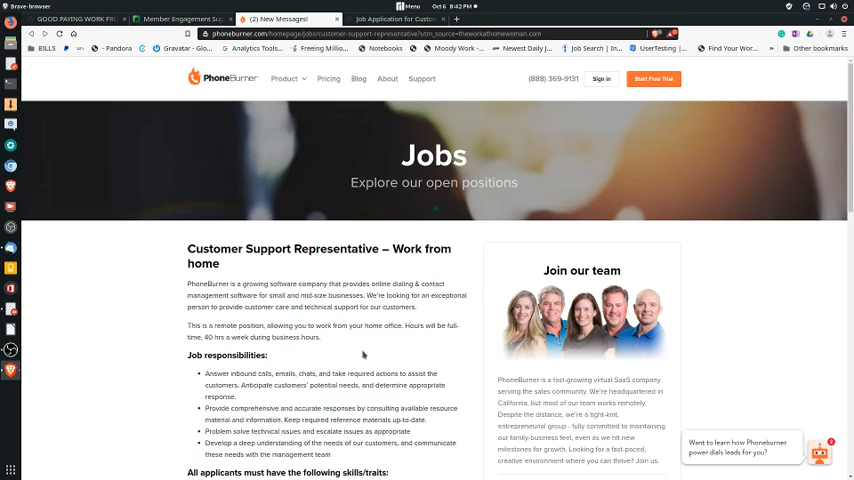 Brave-browser
Menu
Oct 6 8:42 PM
GOOD PAYING WORK FRO
Member Engagement Sup
(2) New Messages!
Job Application for Custon
phoneburner.com/homepage/jobs/customer-support-representative?utm_source=theworkathomewoman.com
BILLS
- Pandora
Gravatar - Glo...
Analytics Tools...
Freeing Millio...
Notebooks
Moody Work -...
Newest Daily J...
Job Search | In...
UserTesting |...
Find Your Wor...
Other bookmarks
PhoneBurner
Product
Pricing
Blog
About
Support
(888) 369-9131
Sign in
Start Free Trial
Jobs
Explore our open positions
Customer Support Representative – Work from
home
PhoneBurner is a growing software company that provides online dialing & contact
management software for small and mid-size businesses. We're looking for an exceptional
person to provide customer care and technical support for our customers.
This is a remote position, allowing you to work from your home office. Hours will be full-
time, 40 hrs a week during business hours.
Job responsibilities:
• Answer inbound calls, emails, chats, and take required actions to assist the
customers. Anticipate customers' potential needs, and determine appropriate
response.
• Provide comprehensive and accurate responses by consulting available resource
material and information. Keep required reference materials up-to-date.
• Problem solve technical issues and escalate issues as appropriate
• Develop a deep understanding of the needs of our customers, and communicate
these needs with the management team
All applicants must have the following skills/traits:
Join our team
PhoneBurner is a fast-growing virtual SaaS company
serving the sales community. We're headquartered in
California, but most of our team works remotely.
Despite the distance, we're a tight-knit,
entrepreneurial group - fully committed to maintaining
our family-business feel, even as we hit new
milestones for growth. Looking for a fast-paced,
creative environment where you can thrive? Join us.
Want to learn how Phoneburner
power dials leads for you?
2